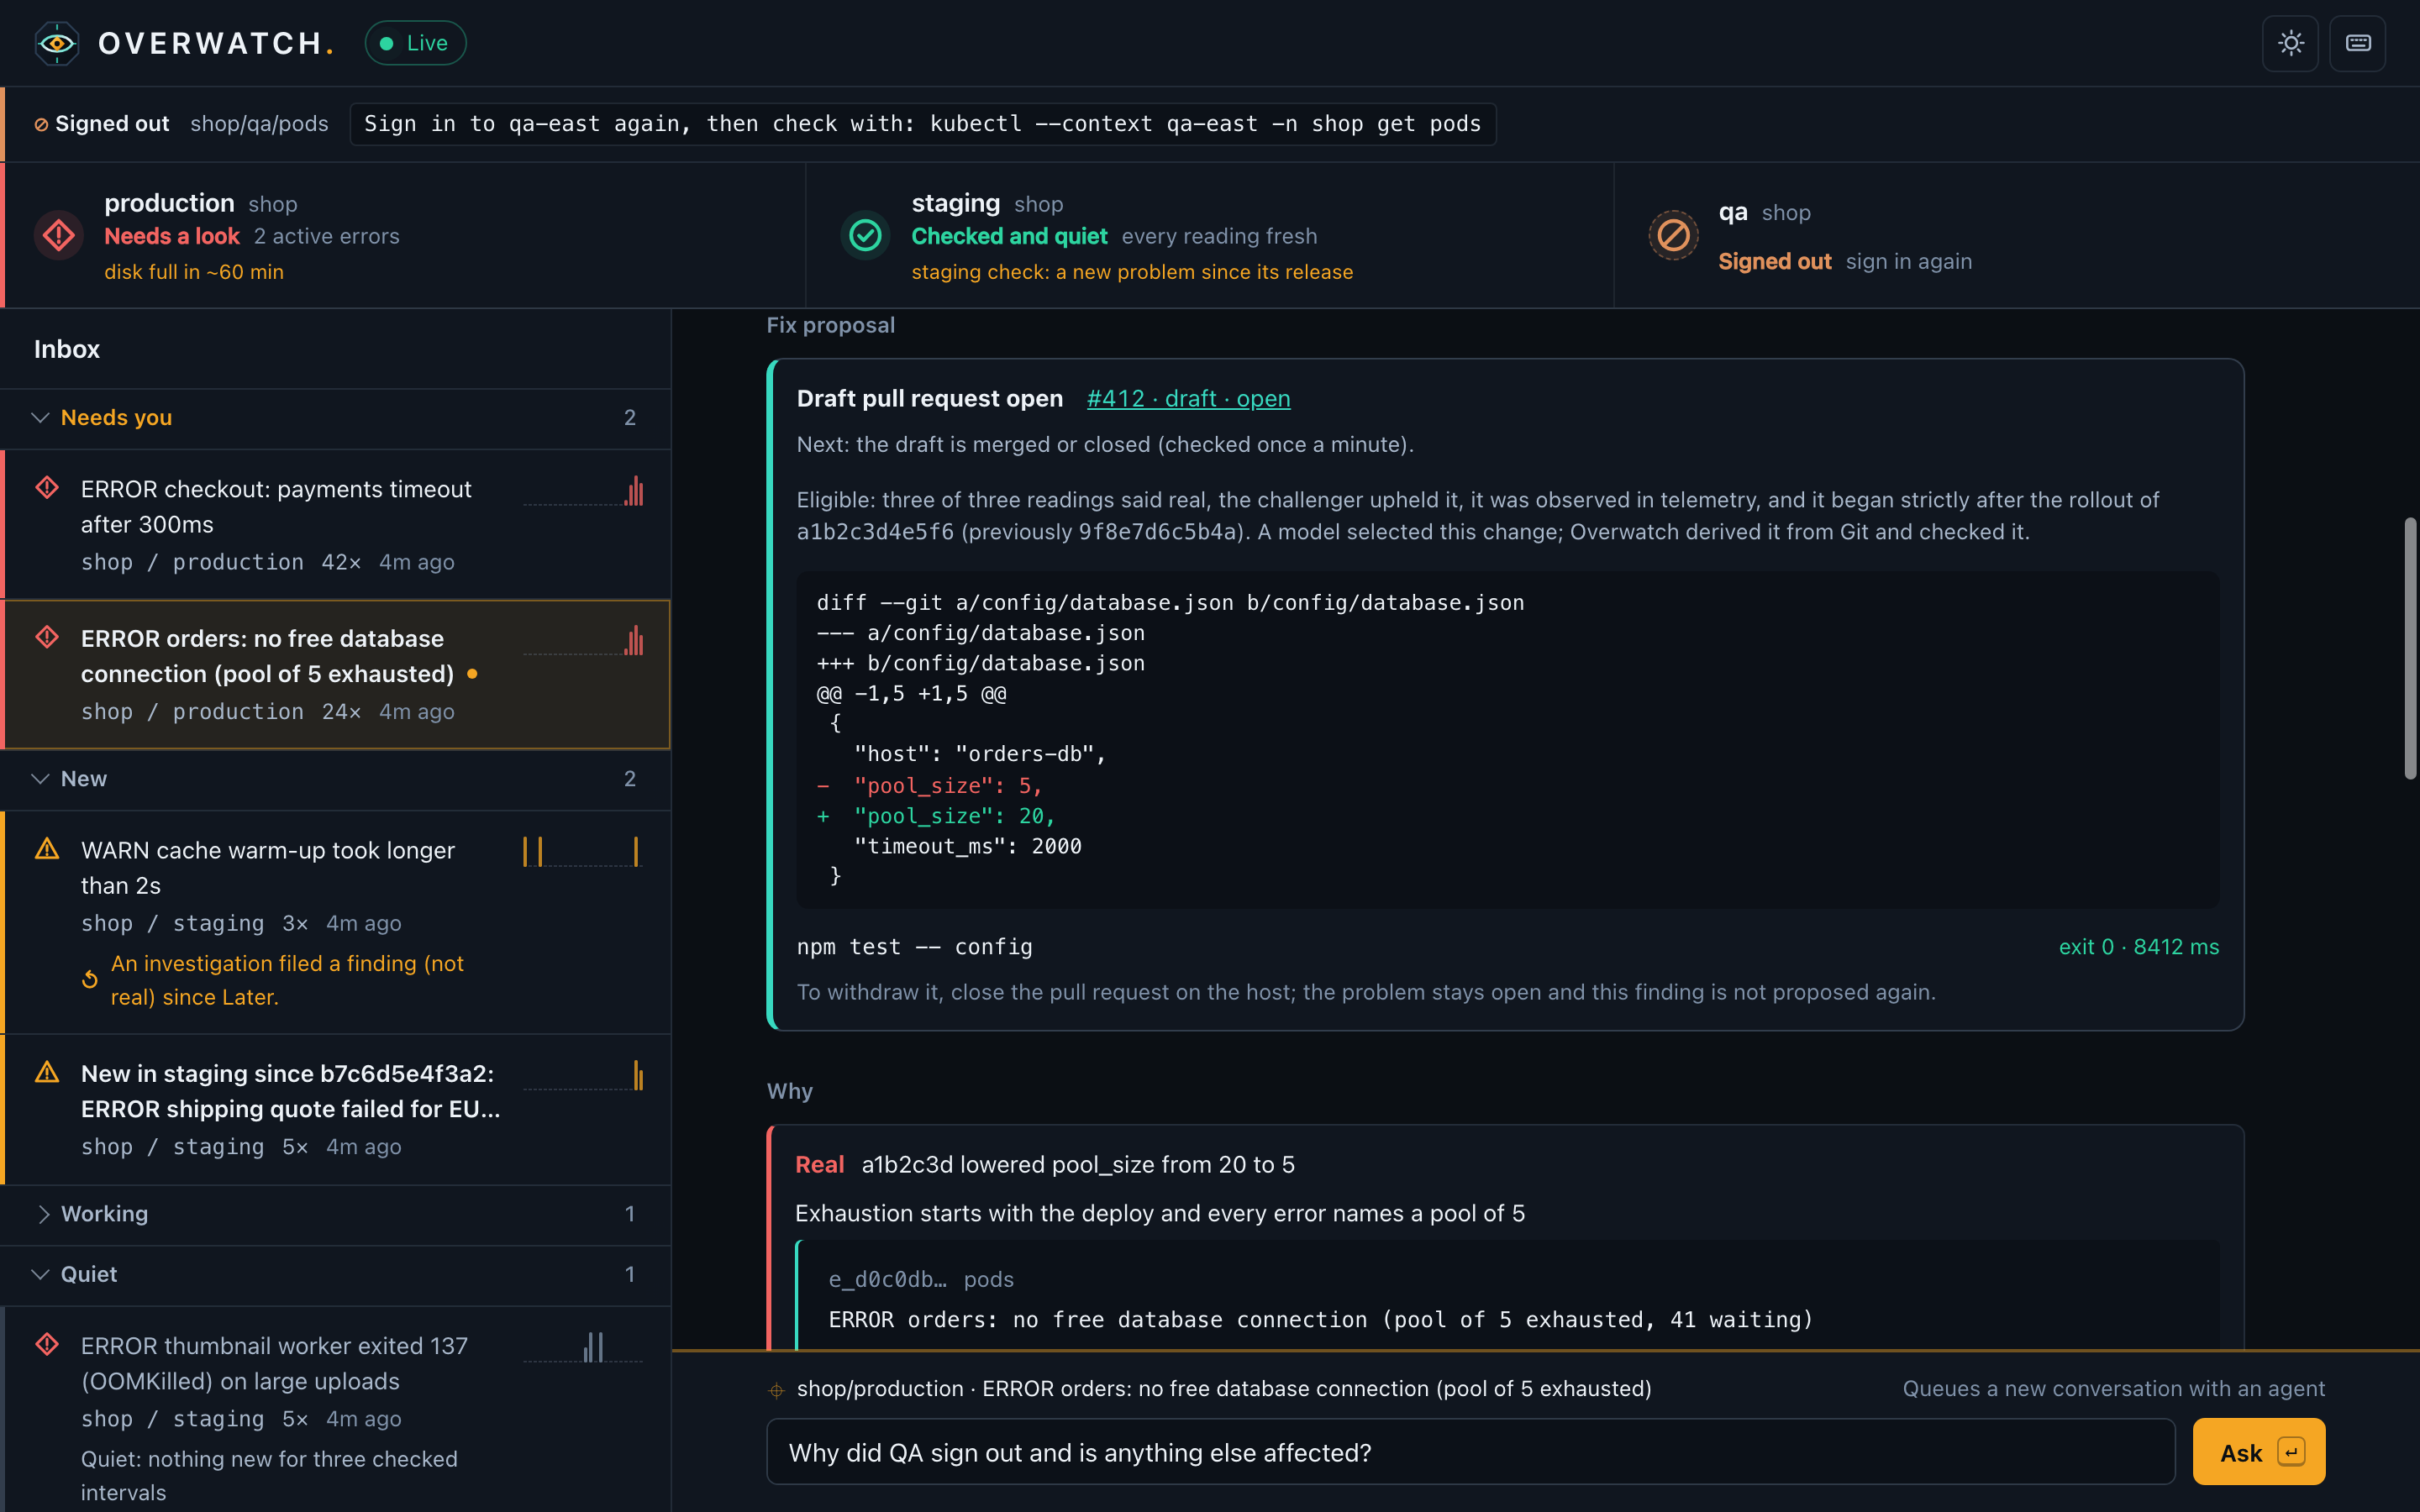 OVERWATCH.
Live
Signed out shop/qa/pods Sign in to qa-east again, then check with: kubectl --context qa-east -n shop get pods
production shop
Needs a look 2 active errors
disk full in ~60 min
staging shop
Checked and quiet every reading fresh
staging check: a new problem since its release
qa shop
Signed out sign in again
Inbox
Needs you 2
ERROR checkout: payments timeout
after 300ms
shop / production 42× 4m ago
ERROR orders: no free database
connection (pool of 5 exhausted)
shop / production 24× 4m ago
New 2
WARN cache warm-up took longer
than 2s
shop / staging 3× 4m ago
An investigation filed a finding (not
real) since Later.
New in staging since b7c6d5e4f3a2:
ERROR shipping quote failed for EU…
shop / staging 5× 4m ago
Working 1
Quiet 1
ERROR thumbnail worker exited 137
(OOMKilled) on large uploads
shop / staging 5× 4m ago
Quiet: nothing new for three checked
intervals
Fix proposal
Draft pull request open #412 · draft · open
Next: the draft is merged or closed (checked once a minute).
Eligible: three of three readings said real, the challenger upheld it, it was observed in telemetry, and it began strictly after the rollout of
a1b2c3d4e5f6 (previously 9f8e7d6c5b4a). A model selected this change; Overwatch derived it from Git and checked it.
diff --git a/config/database.json b/config/database.json
--- a/config/database.json
+++ b/config/database.json
@@ -1,5 +1,5 @@
{
"host": "orders-db",
- "pool_size": 5,
+ "pool_size": 20,
"timeout_ms": 2000
}
npm test -- config exit 0 · 8412 ms
To withdraw it, close the pull request on the host; the problem stays open and this finding is not proposed again.
Why
Real a1b2c3d lowered pool_size from 20 to 5
Exhaustion starts with the deploy and every error names a pool of 5
e_d0c0db… pods
ERROR orders: no free database connection (pool of 5 exhausted, 41 waiting)
shop/production · ERROR orders: no free database connection (pool of 5 exhausted) Queues a new conversation with an agent
Why did QA sign out and is anything else affected?
Ask ↵